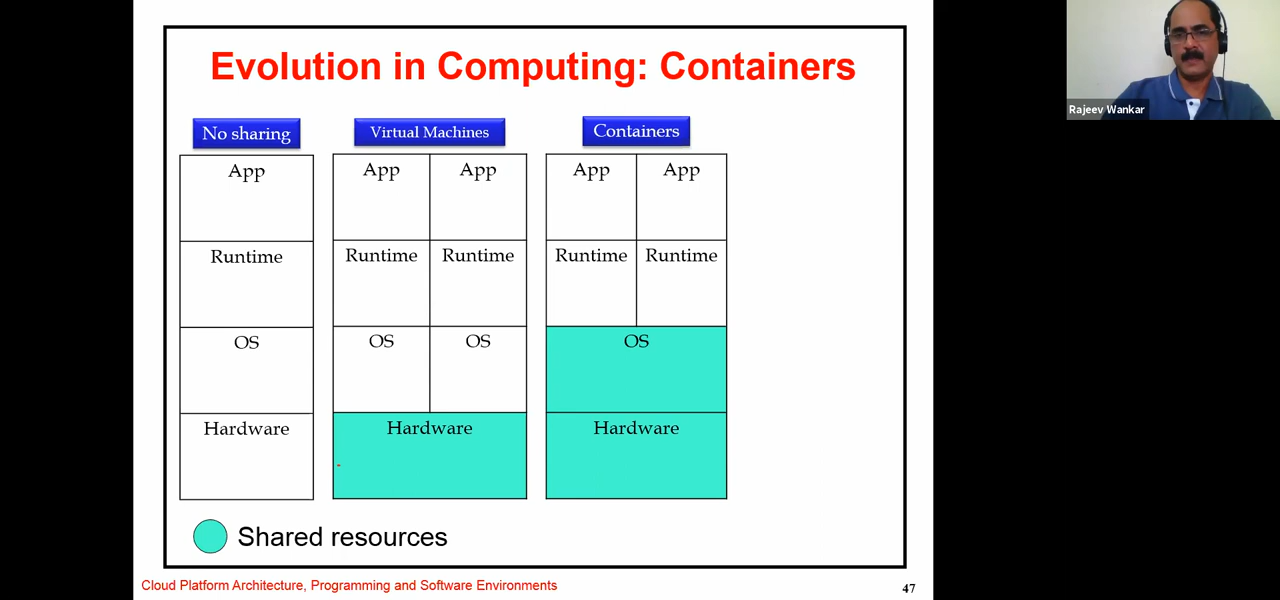 Evolution in Computing: Containers
Rajeev Wankar
No sharing
Virtual Machines
Containers
App
App
App
App
App
Runtime
Runtime
Runtime
Runtime
Runtime
OS
OS
OS
OS
Hardware
Hardware
Hardware
Shared resources
Cloud Platform Architecture, Programming and Software Environments
47